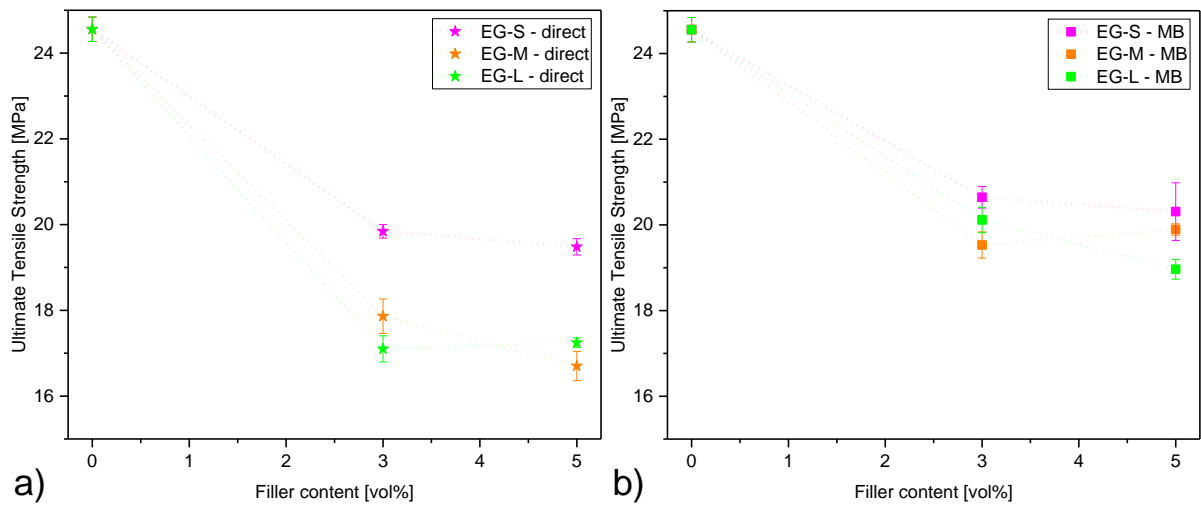 EG-S - direct
EG-M - direct
EG-L - direct
24
22
20
18
16
Ultimate Tensile Strength [MPa]
0 1 2 3 4 5
Filler content [vol%]
a)
EG-S - MB
EG-M - MB
EG-L - MB
24
22
20
18
16
Ultimate Tensile Strength [MPa]
0 1 2 3 4 5
Filler content [vol%]
b)